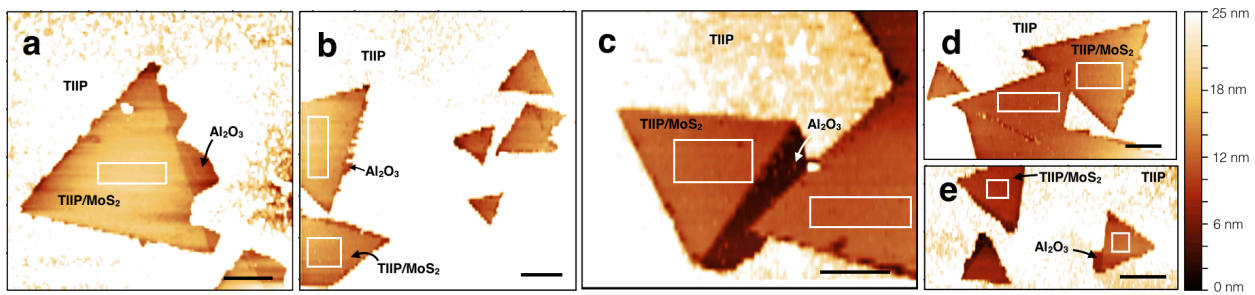 a
TIIP
Al₂O₃
TIIP/MoS₂
b
TIIP
Al₂O₃
TIIP/MoS₂
c
TIIP
TIIP/MoS₂
Al₂O₃
d
TIIP
TIIP/MoS₂
e
TIIP/MoS₂
TIIP
Al₂O₃
25 nm
18 nm
12 nm
6 nm
0 nm